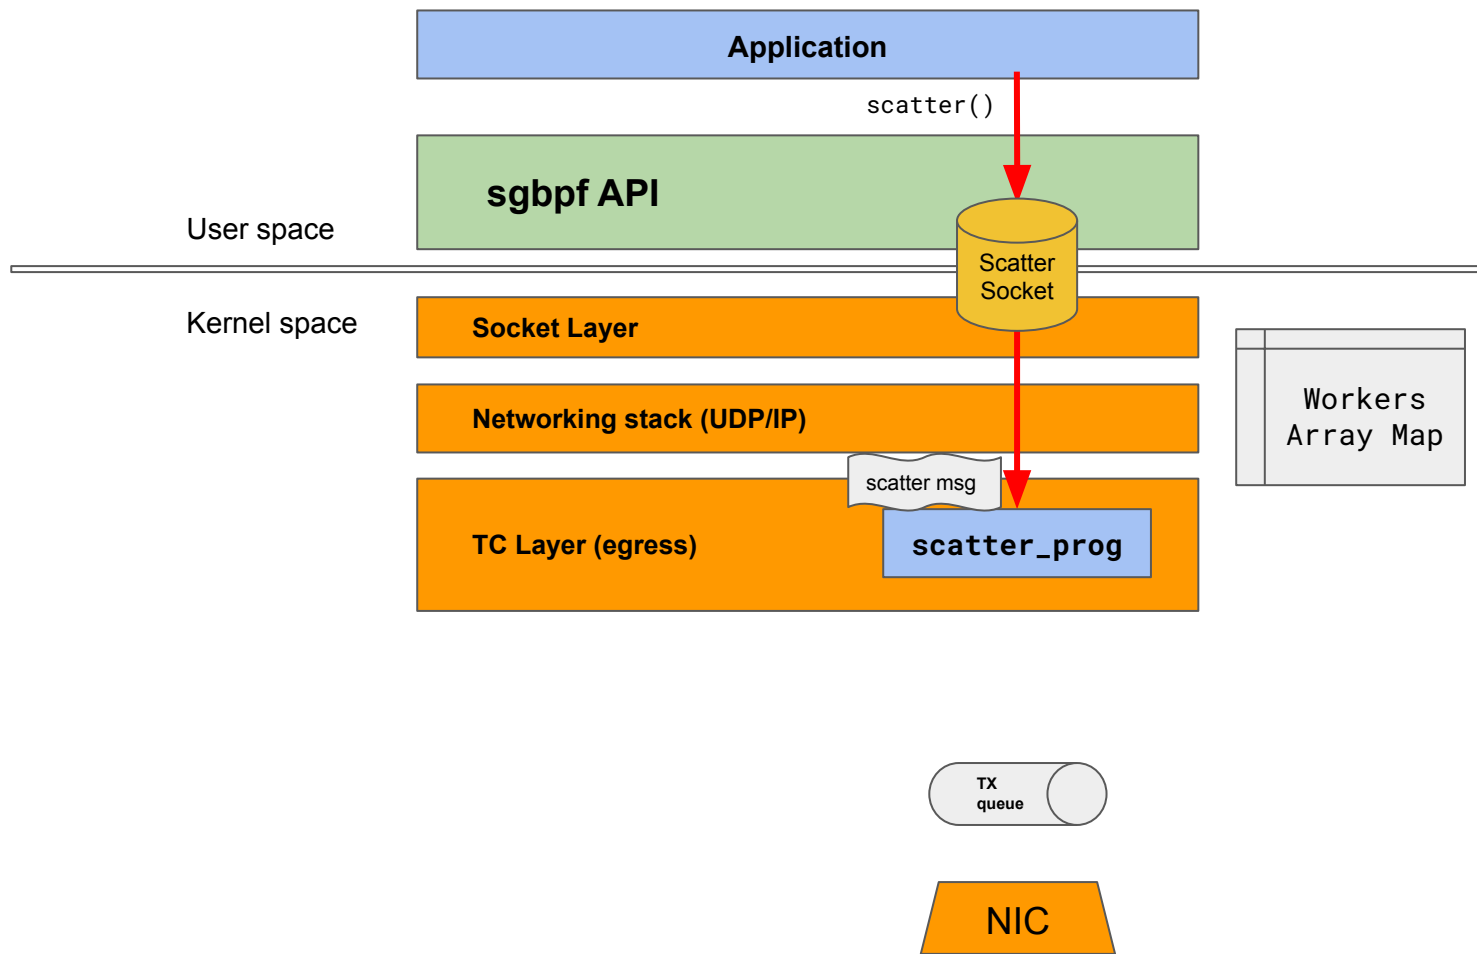 Application
scatter()
sgbpf API
User space
Scatter
Socket
Kernel space
Socket Layer
Workers
Array Map
Networking stack (UDP/IP)
scatter msg
TC Layer (egress)
scatter_prog
TX
queue
NIC